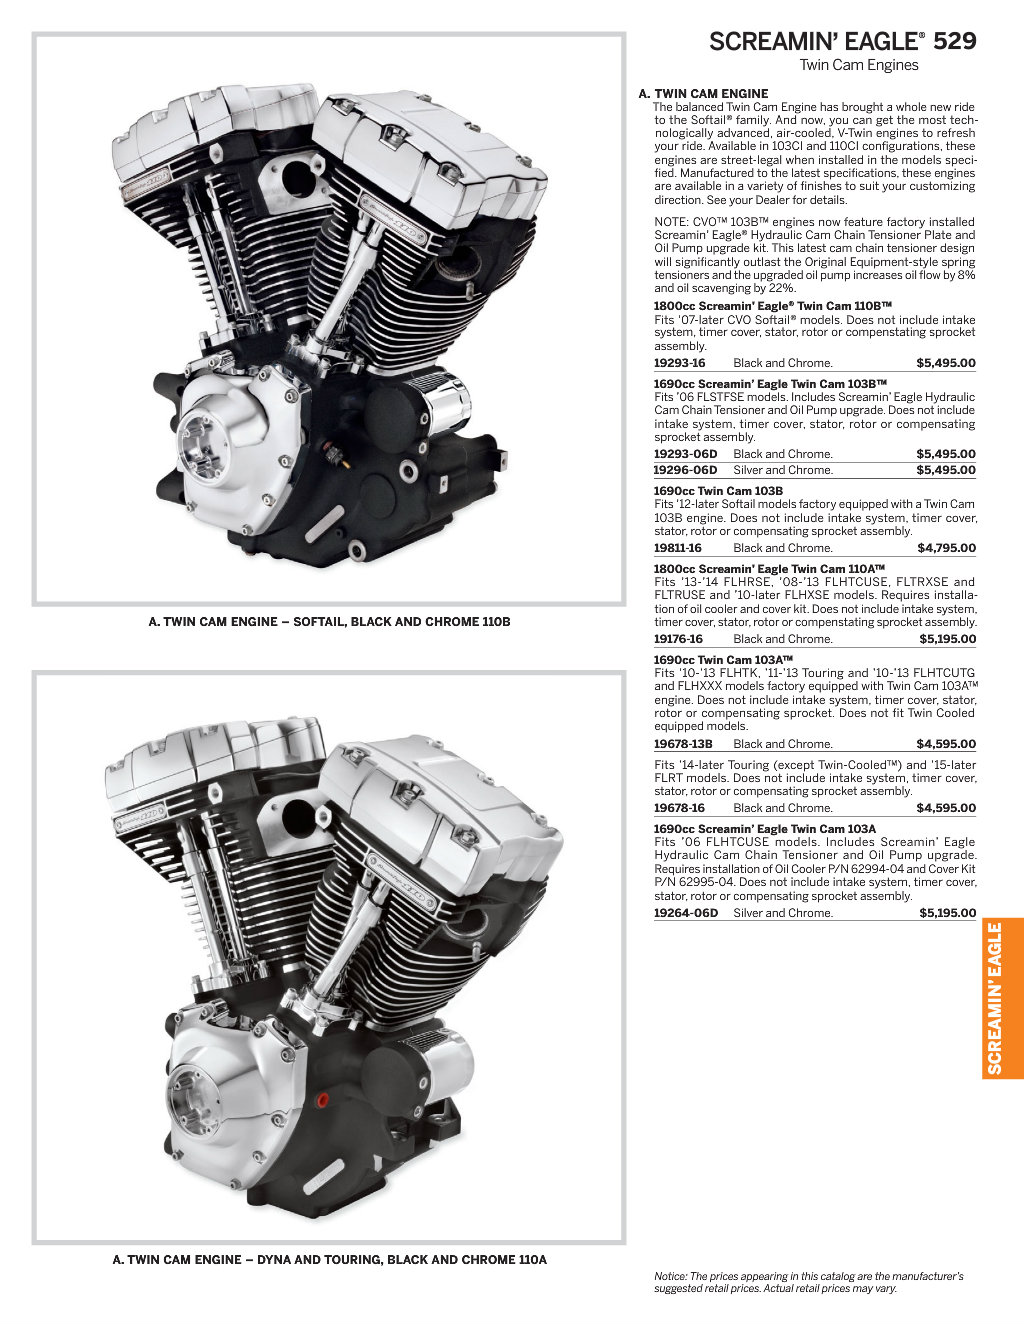 SCREAMIN’ EAGLE® 529
Twin Cam Engines
A. TWIN CAM ENGINE
The balanced Twin Cam Engine has brought a whole new ride
to the Softail® family. And now, you can get the most tech-
nologically advanced, air-cooled, V-Twin engines to refresh
your ride. Available in 103CI and 110CI configurations, these
engines are street-legal when installed in the models speci-
fied. Manufactured to the latest specifications, these engines
are available in a variety of finishes to suit your customizing
direction. See your Dealer for details.
NOTE: CVO™ 103B™ engines now feature factory installed
Screamin’ Eagle® Hydraulic Cam Chain Tensioner Plate and
Oil Pump upgrade kit. This latest cam chain tensioner design
will significantly outlast the Original Equipment-style spring
tensioners and the upgraded oil pump increases oil flow by 8%
and oil scavenging by 22%.
1800cc Screamin’ Eagle® Twin Cam 110B™
Fits ’07-later CVO Softail® models. Does not include intake
system, timer cover, stator, rotor or compenstating sprocket
assembly.
19293-16 Black and Chrome. $5,495.00
1690cc Screamin’ Eagle Twin Cam 103B™
Fits ’06 FLSTFSE models. Includes Screamin’ Eagle Hydraulic
Cam Chain Tensioner and Oil Pump upgrade. Does not include
intake system, timer cover, stator, rotor or compensating
sprocket assembly.
19293-06D Black and Chrome. $5,495.00
19296-06D Silver and Chrome. $5,495.00
1690cc Twin Cam 103B
Fits ’12-later Softail models factory equipped with a Twin Cam
103B engine. Does not include intake system, timer cover,
stator, rotor or compensating sprocket assembly.
19811-16 Black and Chrome. $4,795.00
1800cc Screamin’ Eagle Twin Cam 110A™
Fits ’13-’14 FLHRSE, ’08-’13 FLHTCUSE, FLTRXSE and
FLTRUSE and ’10-later FLHXSE models. Requires installa-
tion of oil cooler and cover kit. Does not include intake system,
timer cover, stator, rotor or compenstating sprocket assembly.
19176-16 Black and Chrome. $5,195.00
1690cc Twin Cam 103A™
Fits ’10-’13 FLHTK, ’11-’13 Touring and ’10-’13 FLHTCUTG
and FLHXXX models factory equipped with Twin Cam 103A™
engine. Does not include intake system, timer cover, stator,
rotor or compensating sprocket. Does not fit Twin Cooled
equipped models.
19678-13B Black and Chrome. $4,595.00
Fits ’14-later Touring (except Twin-Cooled™) and ’15-later
FLRT models. Does not include intake system, timer cover,
stator, rotor or compensating sprocket assembly.
19678-16 Black and Chrome. $4,595.00
1690cc Screamin’ Eagle Twin Cam 103A
Fits ’06 FLHTCUSE models. Includes Screamin’ Eagle
Hydraulic Cam Chain Tensioner and Oil Pump upgrade.
Requires installation of Oil Cooler P/N 62994-04 and Cover Kit
P/N 62995-04. Does not include intake system, timer cover,
stator, rotor or compensating sprocket assembly.
19264-06D Silver and Chrome. $5,195.00
A. TWIN CAM ENGINE – SOFTAIL, BLACK AND CHROME 110B
A. TWIN CAM ENGINE – DYNA AND TOURING, BLACK AND CHROME 110A
SCREAMIN’ EAGLE
Notice: The prices appearing in this catalog are the manufacturer’s
suggested retail prices. Actual retail prices may vary.